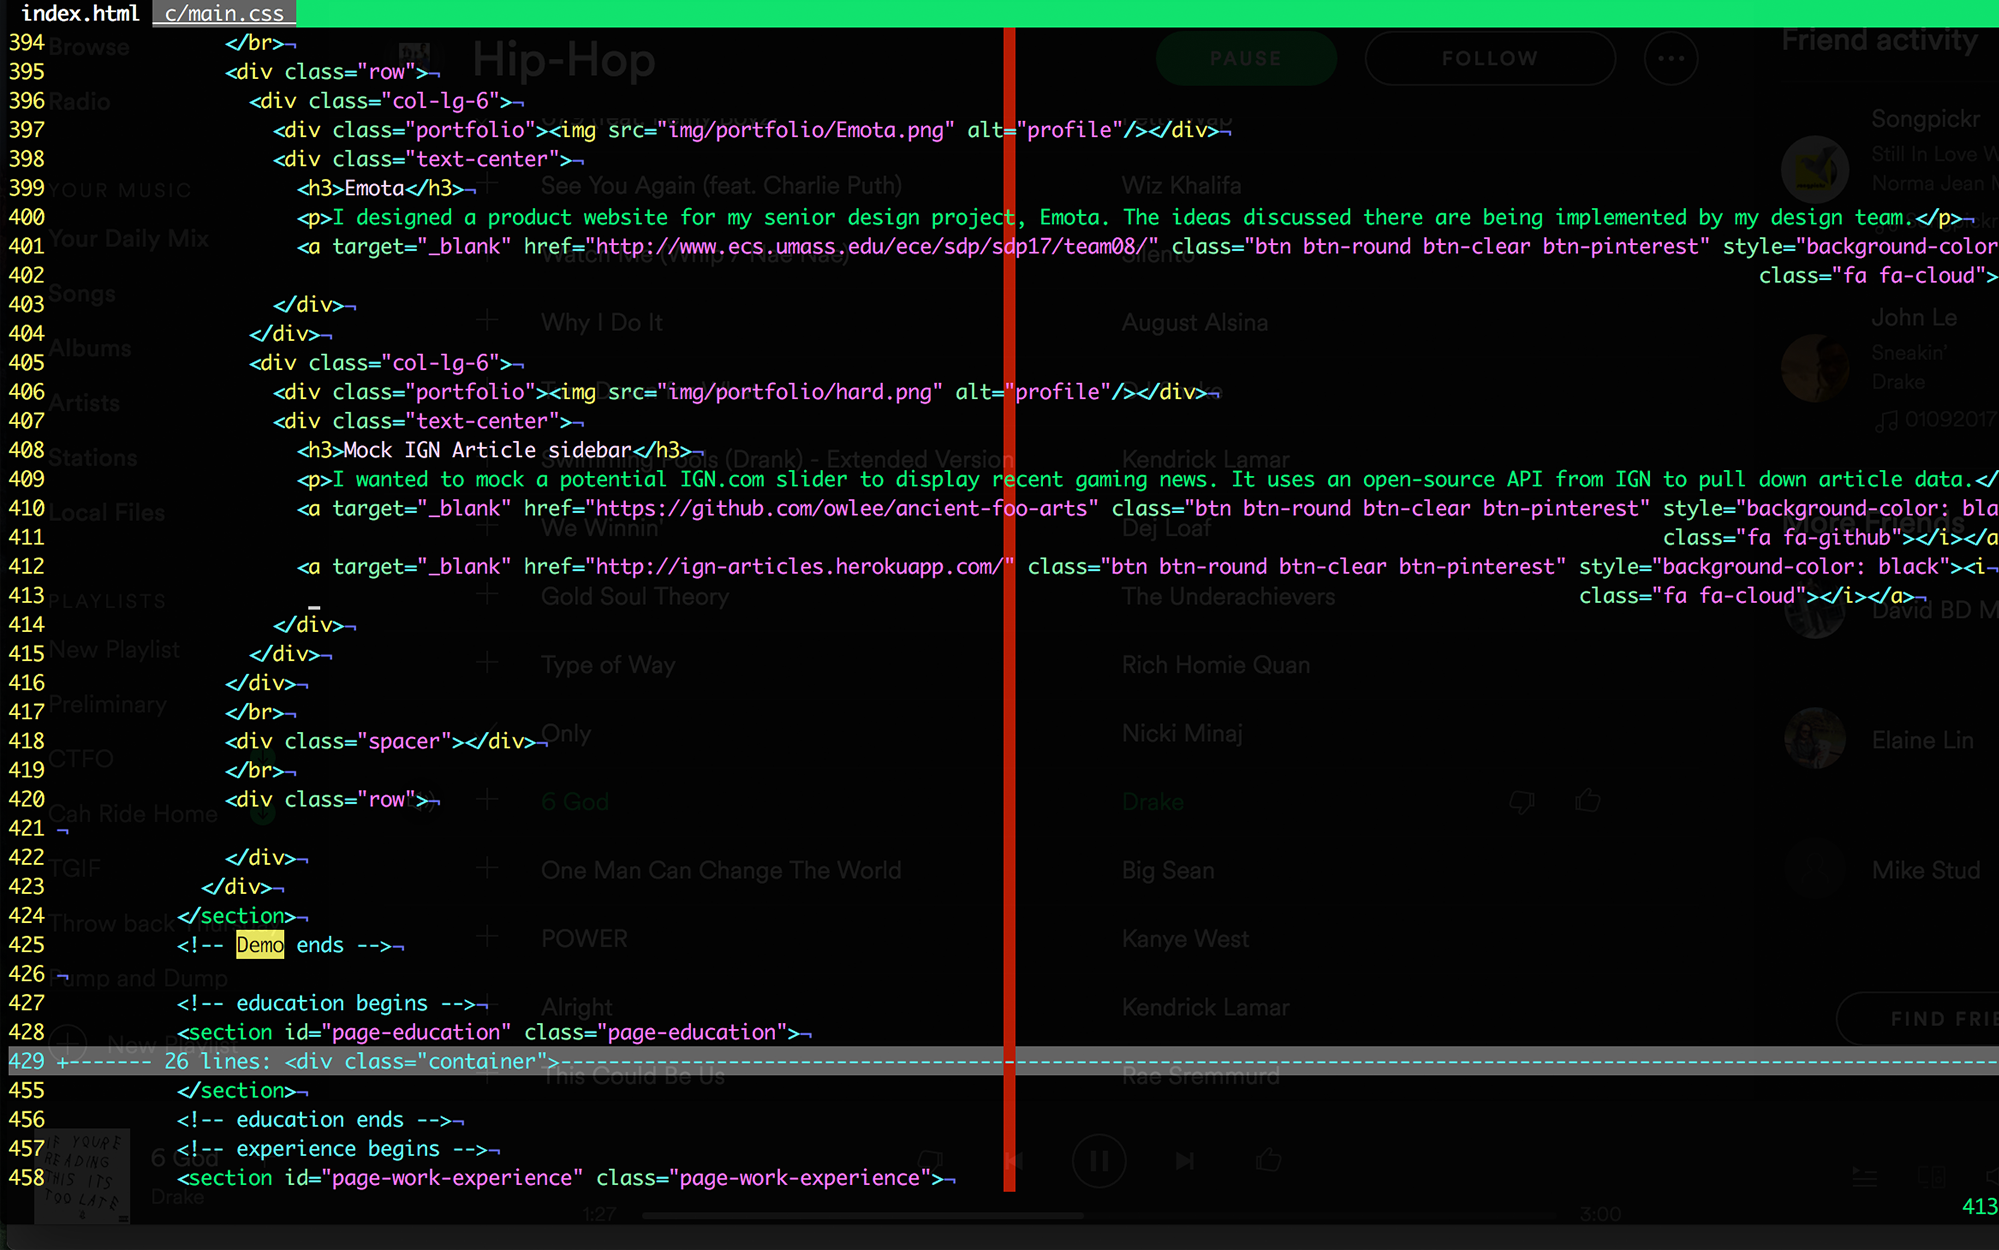 index.html c/main.css
394 </br>¬
395 <div class="row">¬
396 <div class="col-lg-6">¬
397 <div class="portfolio"><img src="img/portfolio/Emota.png" alt="profile"/></div>¬
398 <div class="text-center">¬
399 <h3>Emota</h3>¬
400 <p>I designed a product website for my senior design project, Emota. The ideas discussed there are being implemented by my design team.</p>¬
401 <a target="_blank" href="http://www.ecs.umass.edu/ece/sdp/sdp17/team08/" class="btn btn-round btn-clear btn-pinterest" style="background-color
402 class="fa fa-cloud">
403 </div>¬
404 </div>¬
405 <div class="col-lg-6">¬
406 <div class="portfolio"><img src="img/portfolio/hard.png" alt="profile"/></div>¬
407 <div class="text-center">¬
408 <h3>Mock IGN Article sidebar</h3>¬
409 <p>I wanted to mock a potential IGN.com slider to display recent gaming news. It uses an open-source API from IGN to pull down article data.</
410 <a target="_blank" href="https://github.com/owlee/ancient-foo-arts" class="btn btn-round btn-clear btn-pinterest" style="background-color: bla
411 class="fa fa-github"></i></a
412 <a target="_blank" href="http://ign-articles.herokuapp.com/" class="btn btn-round btn-clear btn-pinterest" style="background-color: black"><i¬
413 class="fa fa-cloud"></i></a>¬
414 </div>¬
415 </div>¬
416 </div>¬
417 </br>¬
418 <div class="spacer"></div>¬
419 </br>¬
420 <div class="row">¬
421 ¬
422 </div>¬
423 </div>¬
424 </section>¬
425 <!-- Demo ends -->¬
426 ¬
427 <!-- education begins -->¬
428 <section id="page-education" class="page-education">¬
429 +------- 26 lines: <div class="container">------------------------------------------------------------
455 </section>¬
456 <!-- education ends -->¬
457 <!-- experience begins -->¬
458 <section id="page-work-experience" class="page-work-experience">¬
413
Browse
Radio
YOUR MUSIC
Your Daily Mix
Songs
Albums
Artists
Stations
Local Files
PLAYLISTS
New Playlist
Preliminary
CTFO
Cah Ride Home
TGIF
Throw back Thursday
Pump and Dump
New Playlist
Hip-Hop
PAUSE
FOLLOW
See You Again (feat. Charlie Puth) Wiz Khalifa
Watch Me (Whip / Nae Nae) Silento
Why I Do It August Alsina
Swimming Pools (Drank) - Extended Version Kendrick Lamar
We Winnin' Dej Loaf
Gold Soul Theory The Underachievers
Type of Way Rich Homie Quan
Only Nicki Minaj
6 God Drake
One Man Can Change The World Big Sean
POWER Kanye West
Alright Kendrick Lamar
This Could Be Us Rae Sremmurd
Friend activity
Songpickr
Still In Love W
Norma Jean M
John Le
Sneakin'
Drake
01092017
More Friends
David BD M
Elaine Lin
Mike Stud
FIND FRIE
IF YOURE
READING
THIS ITS
TOO LATE
6 God
Drake
1:27
3:00